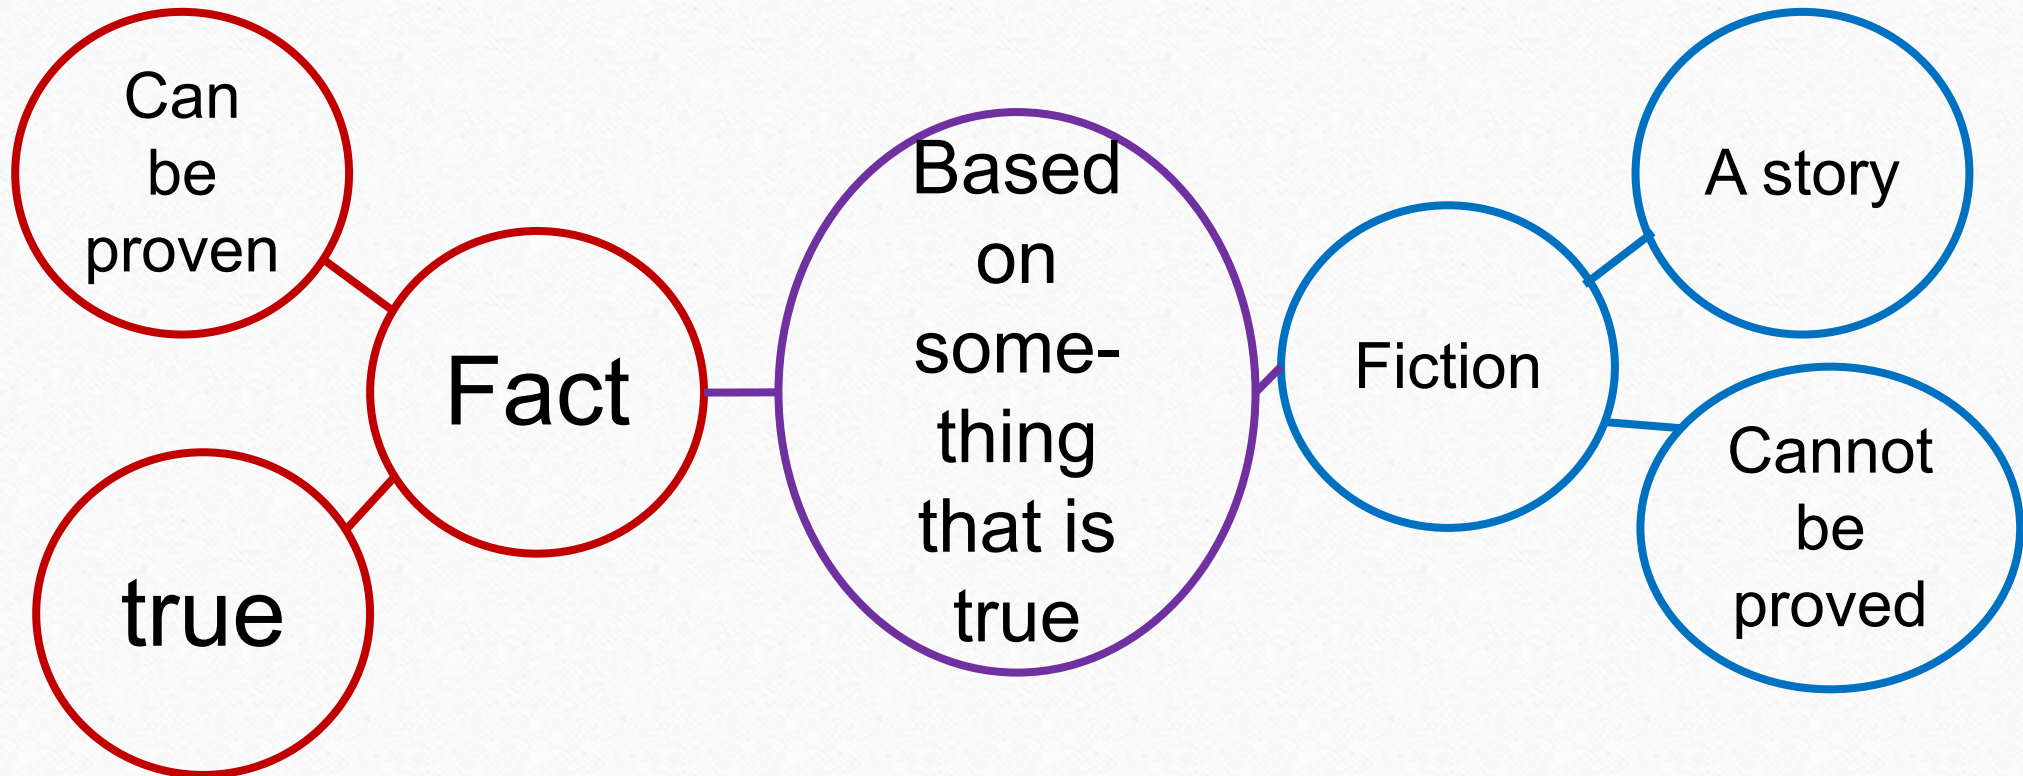 Can
be
proven
Fact
true
Based
on
some-
thing
that is
true
Fiction
A story
Cannot
be
proved